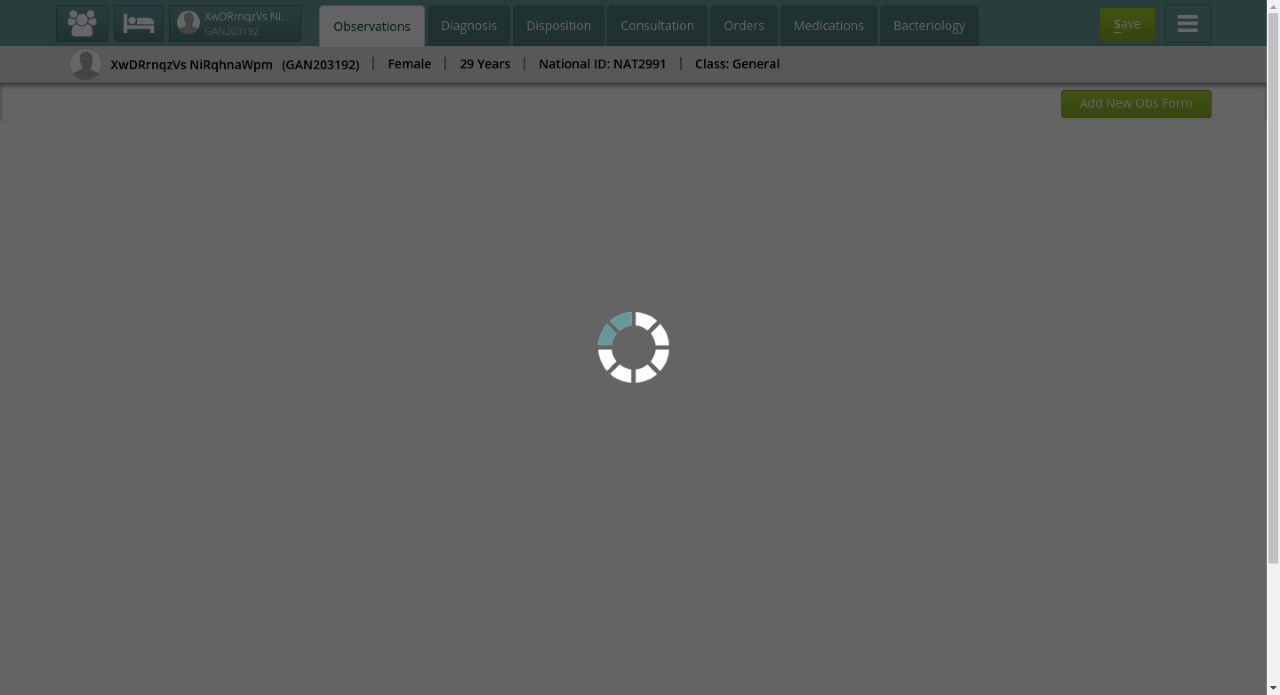 XwDRrnqzVs Ni...
GAN203192
Observations
Diagnosis
Disposition
Consultation
Orders
Medications
Bacteriology
Save
XwDRrnqzVs NiRqhnaWpm (GAN203192) | Female | 29 Years | National ID: NAT2991 | Class: General
Add New Obs Form